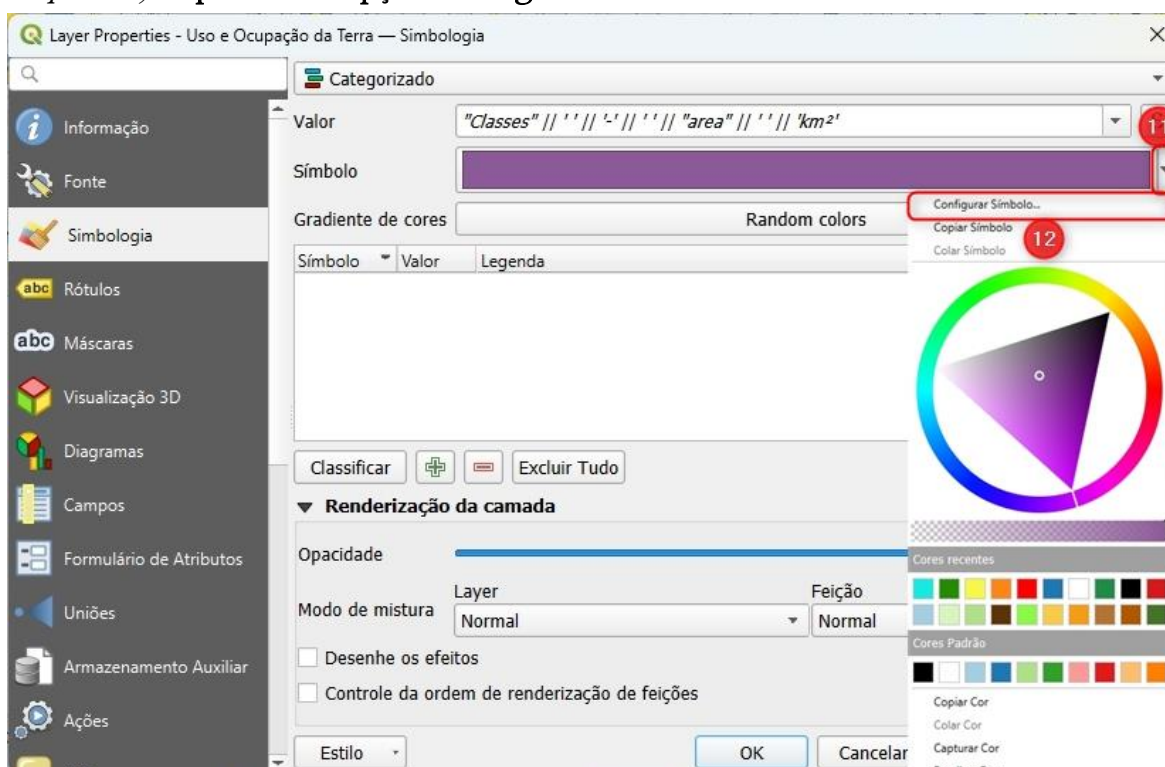 Layer Properties - Uso e Ocupação da Terra — Simbologia
Categorizado
Informação
Valor
"Classes" || ' ' || '-' || ' ' || "area" || ' ' || 'km²'
11
Fonte
Símbolo
Simbologia
Gradiente de cores
Random colors
Configurar Símbolo...
Copiar Símbolo
12
Colar Símbolo
Símbolo Valor Legenda
abc Rótulos
abc Máscaras
Visualização 3D
Diagramas
Classificar
Excluir Tudo
Campos
Renderização da camada
Formulário de Atributos
Opacidade
Cores recentes
Layer
Feição
Uniões
Modo de mistura
Normal
Normal
Cores Padrão
Armazenamento Auxiliar
Desenhe os efeitos
Controle da ordem de renderização de feições
Ações
Copiar Cor
Colar Cor
Capturar Cor
Estilo
OK
Cancelar